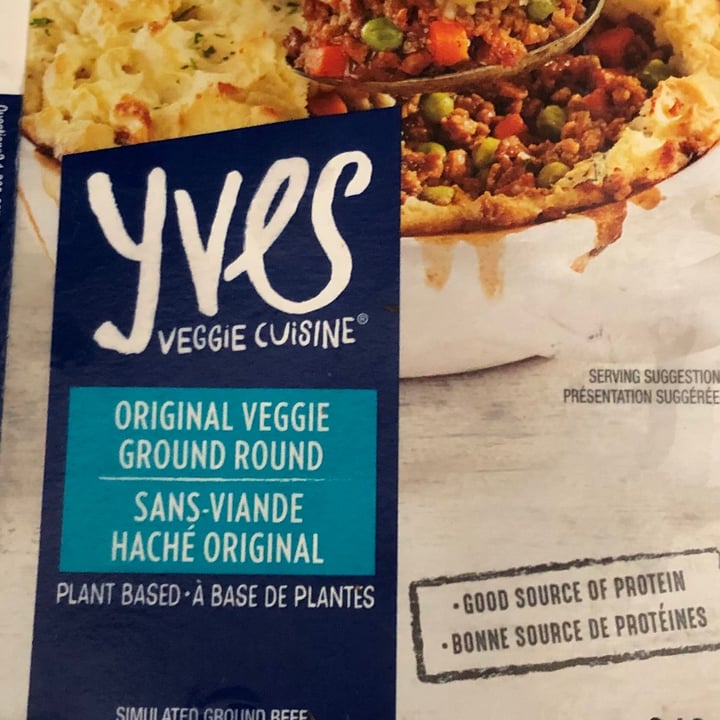 yves
VEGGIE CUISINE®
ORIGINAL VEGGIE
GROUND ROUND
SANS-VIANDE
HACHÉ ORIGINAL
PLANT BASED · À BASE DE PLANTES
SIMULATED GROUND BEEF
SERVING SUGGESTION
PRÉSENTATION SUGGÉRÉE
· GOOD SOURCE OF PROTEIN
· BONNE SOURCE DE PROTÉINES